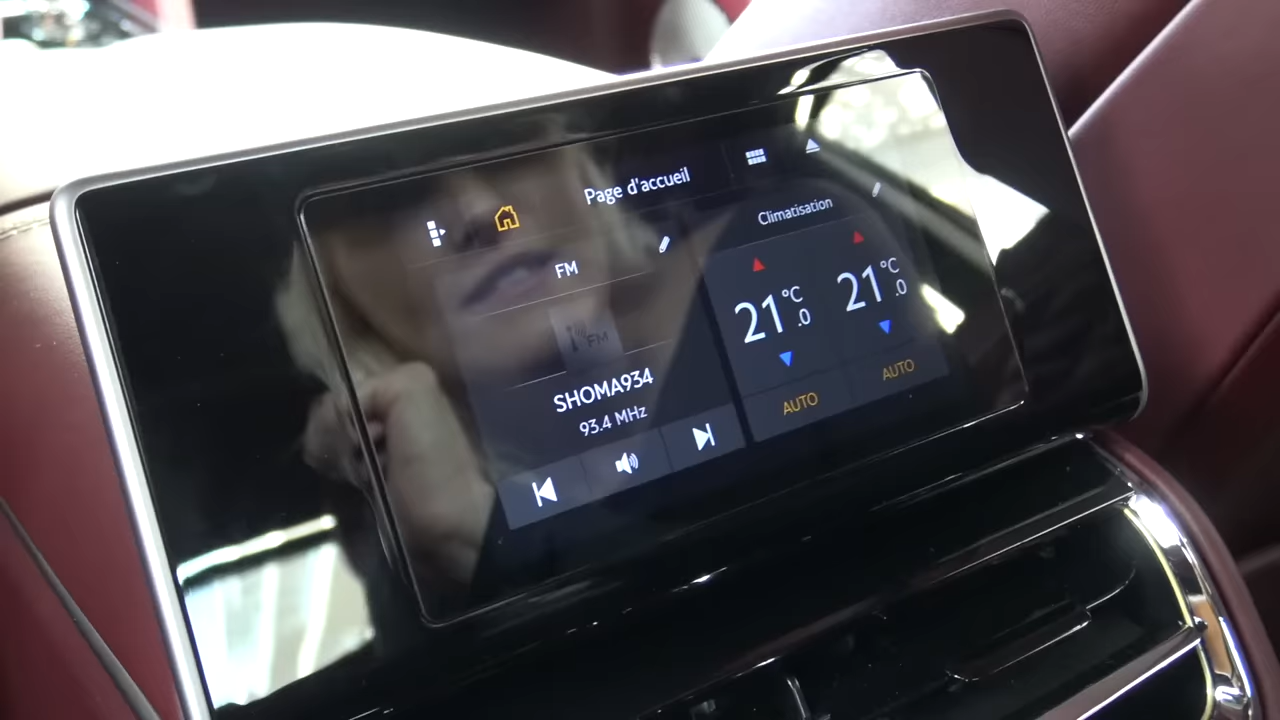 Page d'accueil
FM
FM
SHOMA934
93.4 MHz
Climatisation
21 °C .0
21 °C .0
AUTO
AUTO